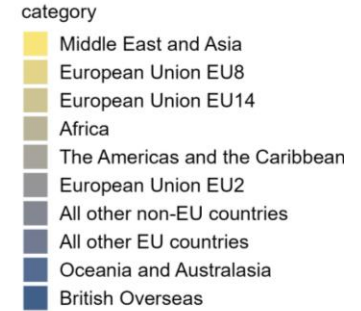 category
Middle East and Asia
European Union EU8
European Union EU14
Africa
The Americas and the Caribbean
European Union EU2
All other non-EU countries
All other EU countries
Oceania and Australasia
British Overseas